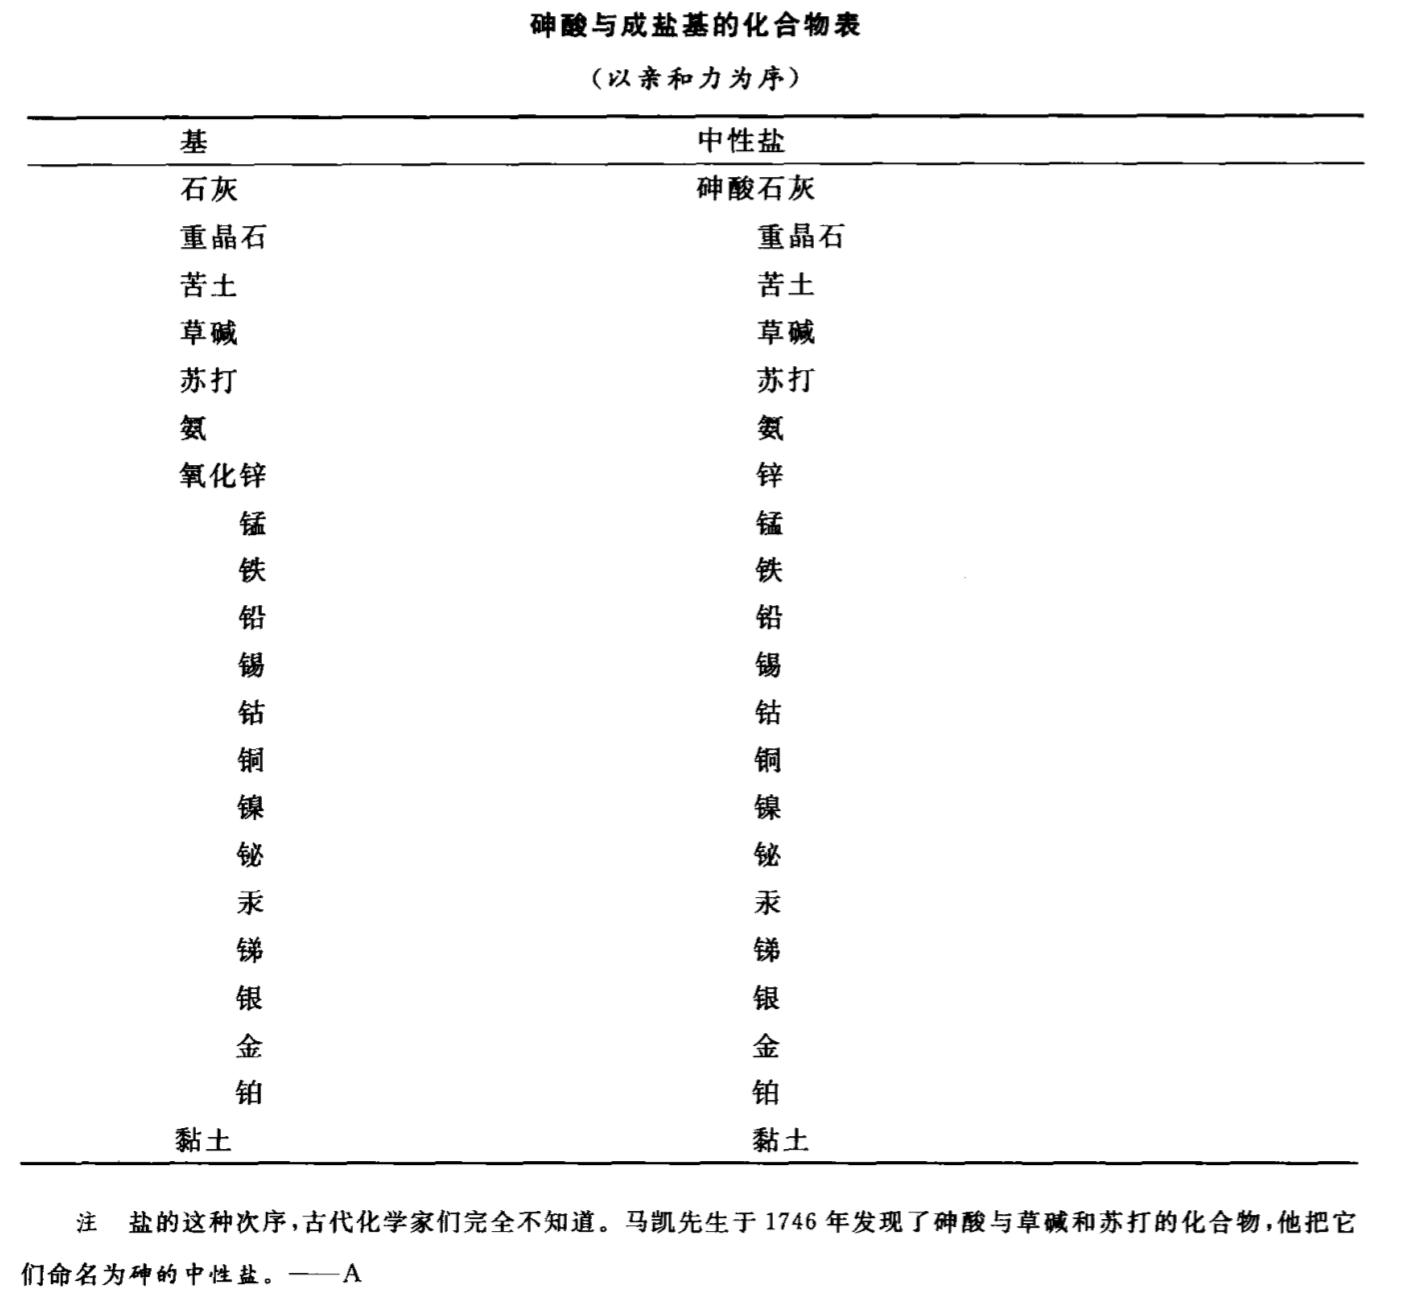 砷酸与成盐基的化合物表
（以亲和力为序）
基 中性盐
石灰 砷酸石灰
重晶石 重晶石
苦土 苦土
草碱 草碱
苏打 苏打
氨 氨
氧化锌 锌
锰 锰
铁 铁
铅 铅
锡 锡
钴 钴
铜 铜
镍 镍
铋 铋
汞 汞
锑 锑
银 银
金 金
铂 铂
黏土 黏土
注 盐的这种次序，古代化学家们完全不知道。马凯先生于1746年发现了砷酸与草碱和苏打的化合物，他把它
们命名为砷的中性盐。——A